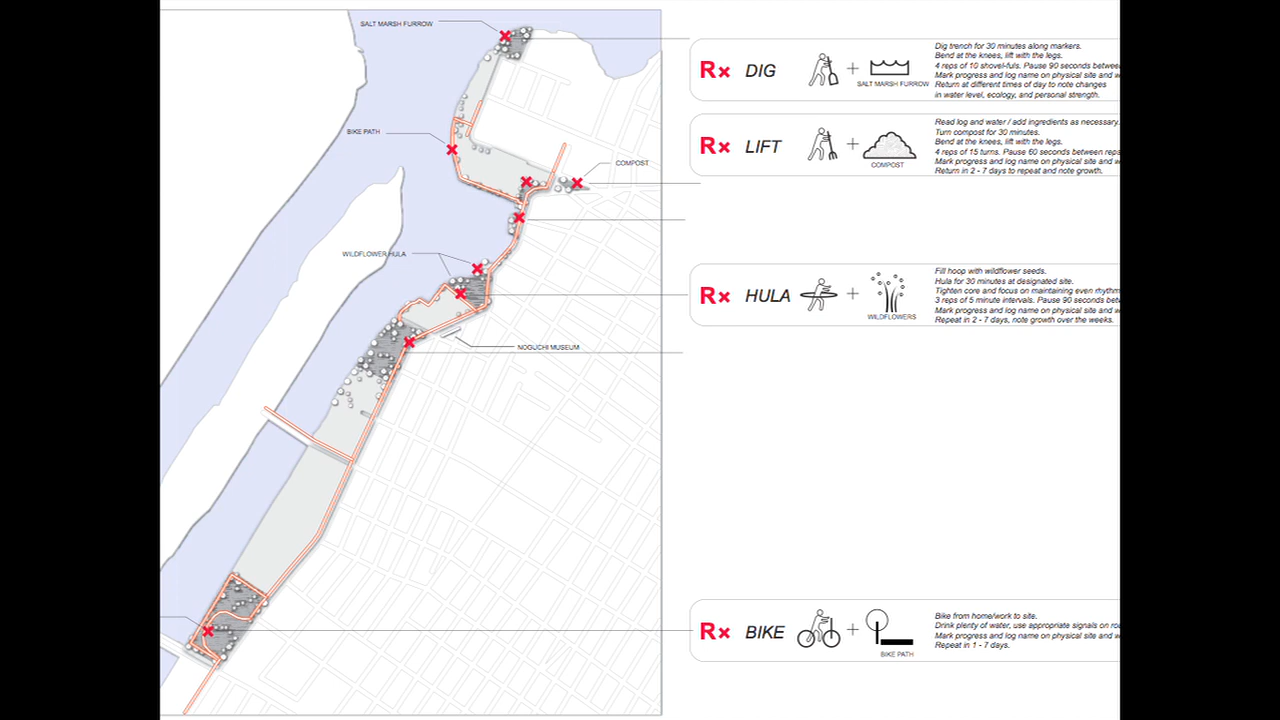 SALT MARSH FURROW
BIKE PATH
COMPOST
WILDFLOWER HULA
NOGUCHI MUSEUM
Rx DIG
+
SALT MARSH FURROW
Dig trench for 30 minutes along markers.
Bend at the knees, lift with the legs.
4 reps of 10 shovel-fuls. Pause 90 seconds betwee
Mark progress and log name on physical site and w
Return at different times of day to note changes
in water level, ecology, and personal strength.
Rx LIFT
+
COMPOST
Read log and water / add ingredients as necessary.
Turn compost for 30 minutes.
Bend at the knees, lift with the legs.
4 reps of 15 turns. Pause 60 seconds between reps
Mark progress and log name on physical site and w
Return in 2 - 7 days to repeat and note growth.
Rx HULA
+
WILDFLOWERS
Fill hoop with wildflower seeds.
Hula for 30 minutes at designated site.
Tighten core and focus on maintaining even rhythm
3 reps of 5 minute intervals. Pause 90 seconds bet
Mark progress and log name on physical site and w
Repeat in 2 - 7 days, note growth over the weeks.
Rx BIKE
+
BIKE PATH
Bike from home/work to site.
Drink plenty of water, use appropriate signals on ro
Mark progress and log name on physical site and w
Repeat in 1 - 7 days.